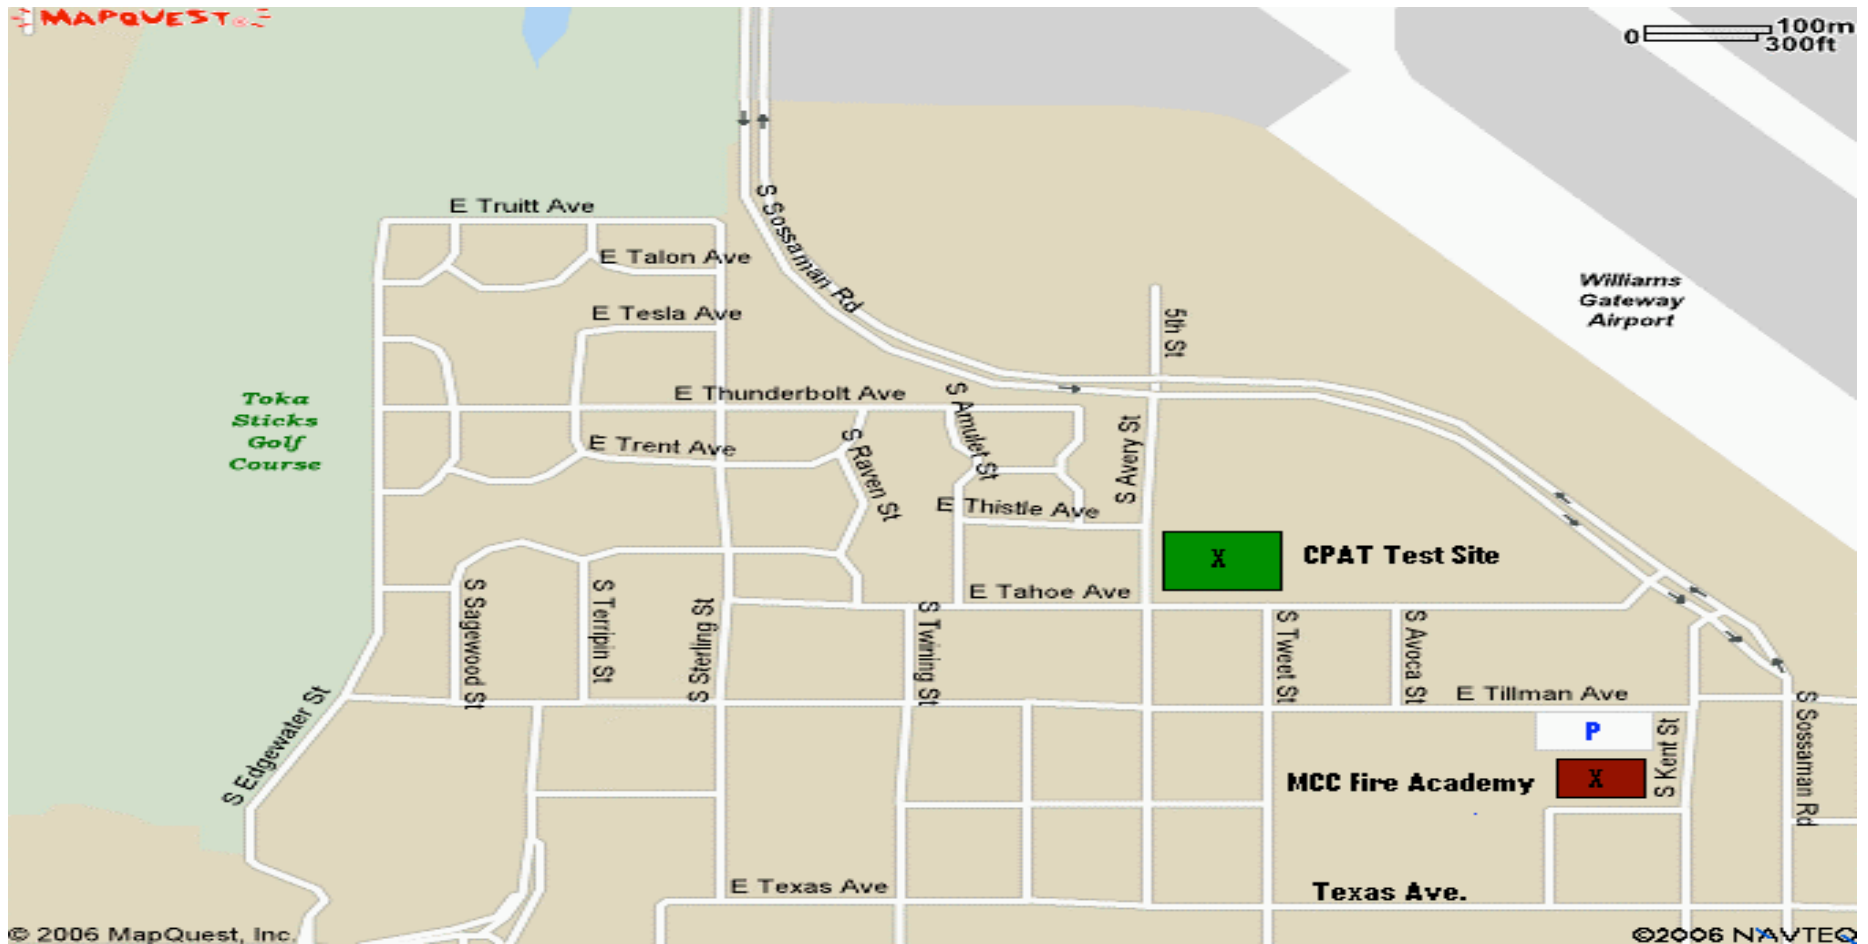 MAPQUEST®
0 100m
300ft
E Truitt Ave
S Sossaman Rd
E Talon Ave
Williams
Gateway
Airport
E Tesla Ave
5th St
Toka
Sticks
Golf
Course
E Thunderbolt Ave
S Amulet St
S Avery St
E Trent Ave
S Raven St
E Thistle Ave
X
CPAT Test Site
E Tahoe Ave
S Sagewood St
S Terripin St
S Sterling St
S Twining St
S Tweet St
S Avoca St
E Tillman Ave
S Edgewater St
P
S Kent St
S Sossaman Rd
MCC Fire Academy
X
E Texas Ave
Texas Ave.
© 2006 MapQuest, Inc.
©2006 NAVTEQ